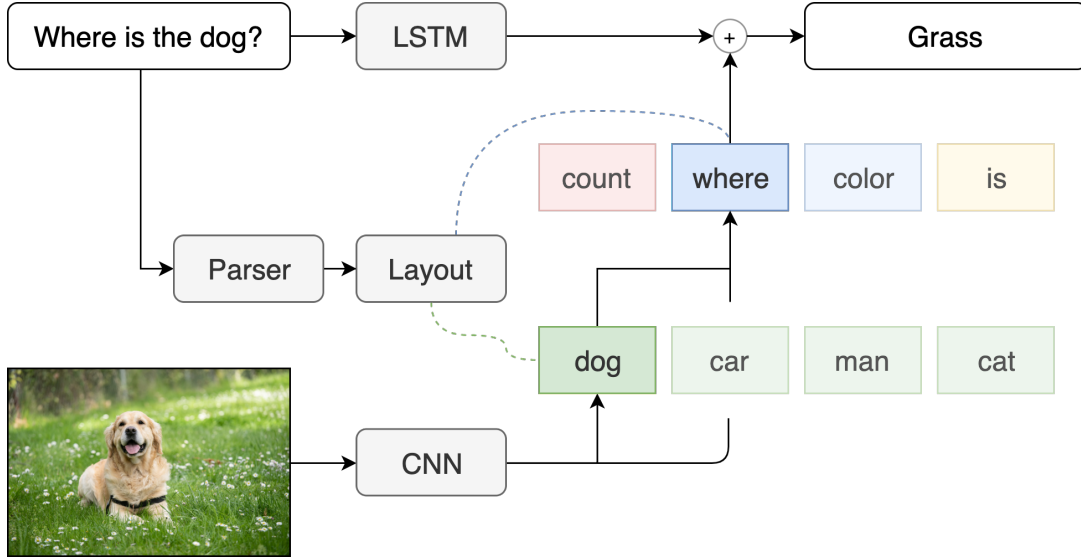 Where is the dog?
LSTM
+
Grass
count
where
color
is
Parser
Layout
dog
car
man
cat
CNN